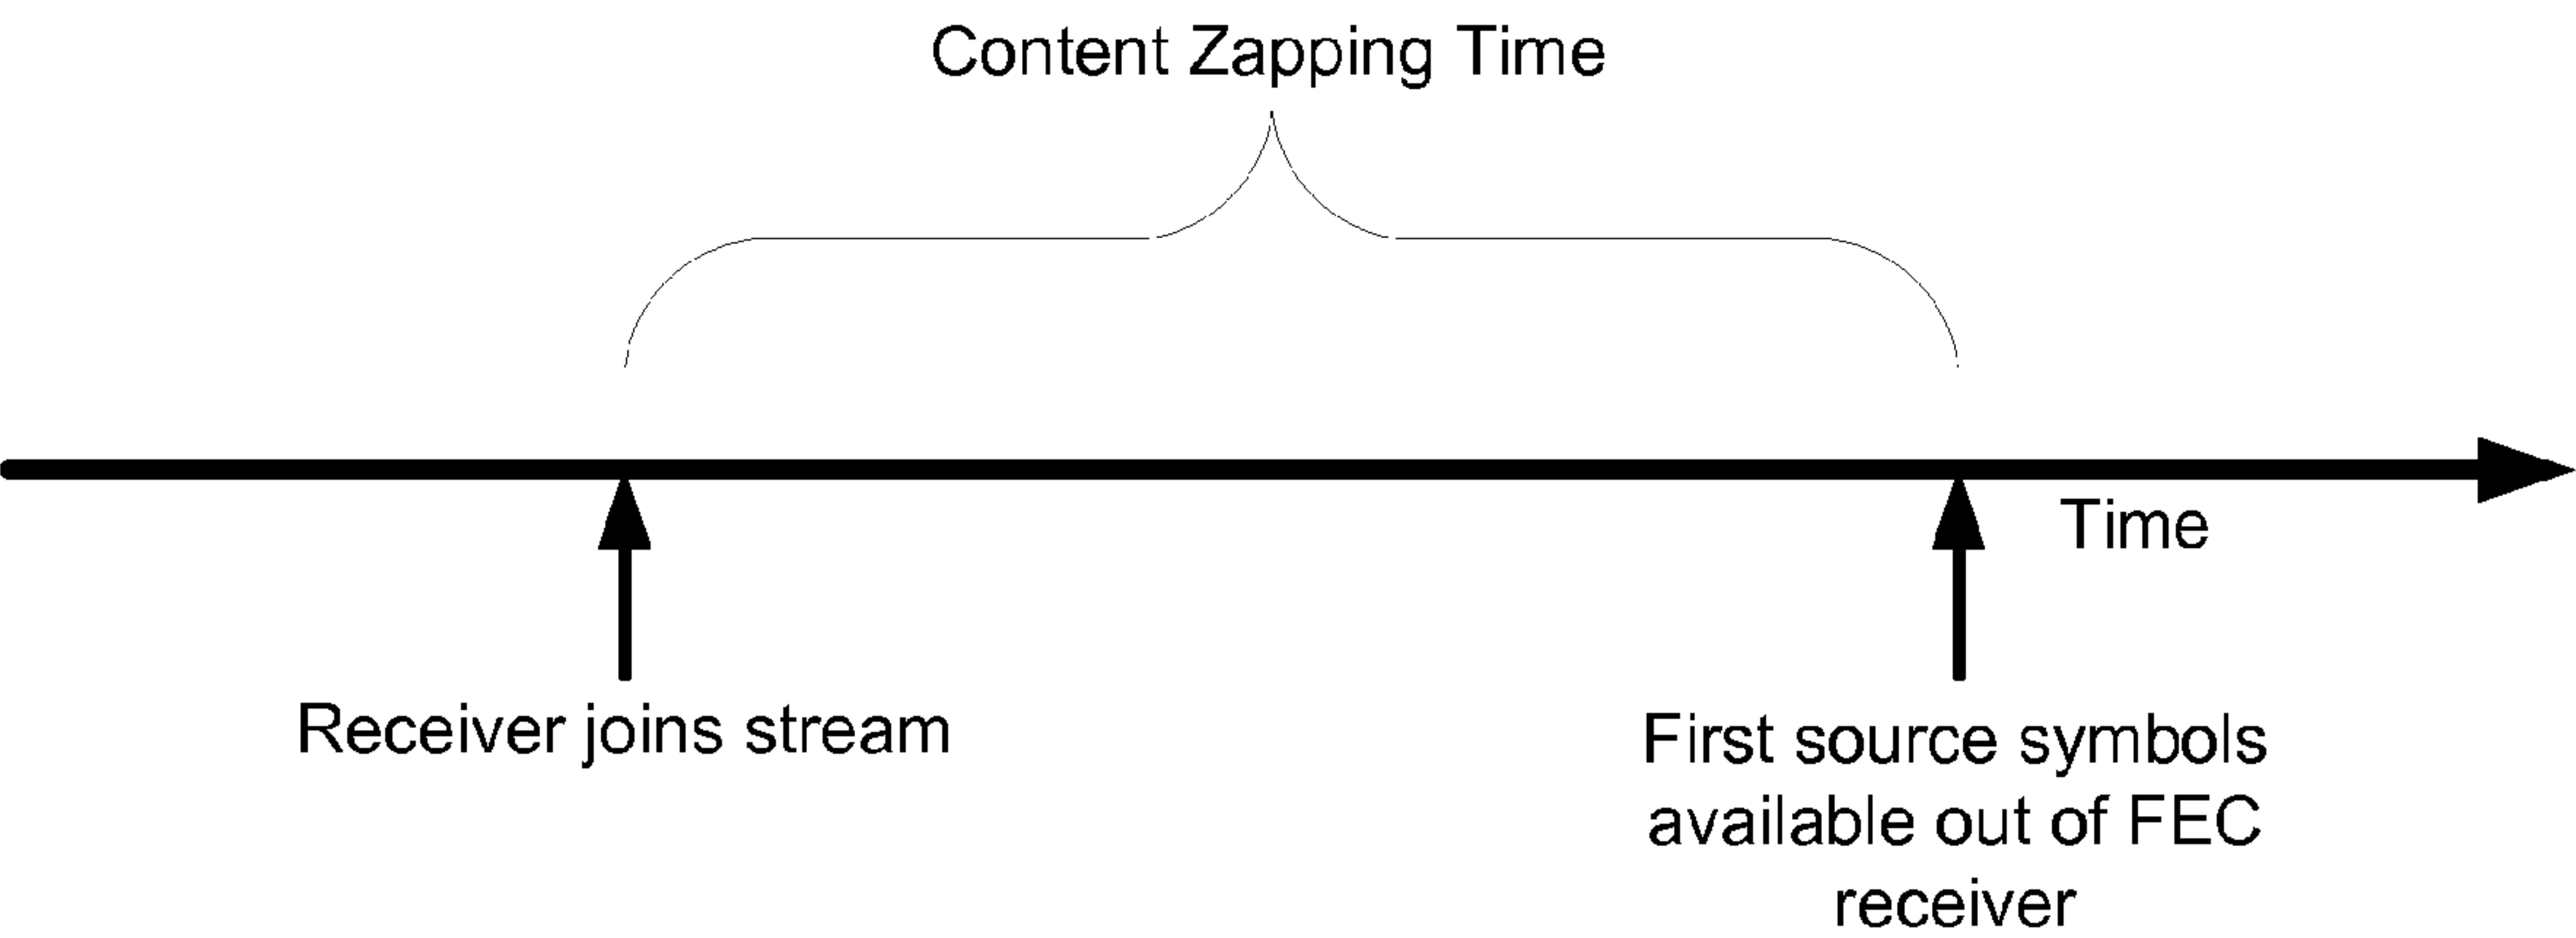 Content Zapping Time
Time
Receiver joins stream
First source symbols
available out of FEC
receiver